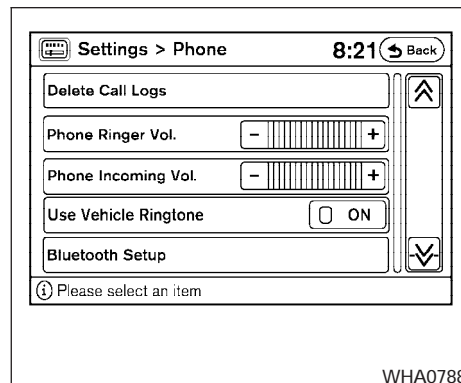 Settings > Phone 8:21 Back
Delete Call Logs
Phone Ringer Vol. - +
Phone Incoming Vol. - +
Use Vehicle Ringtone ON
Bluetooth Setup
i Please select an item
WHA0788